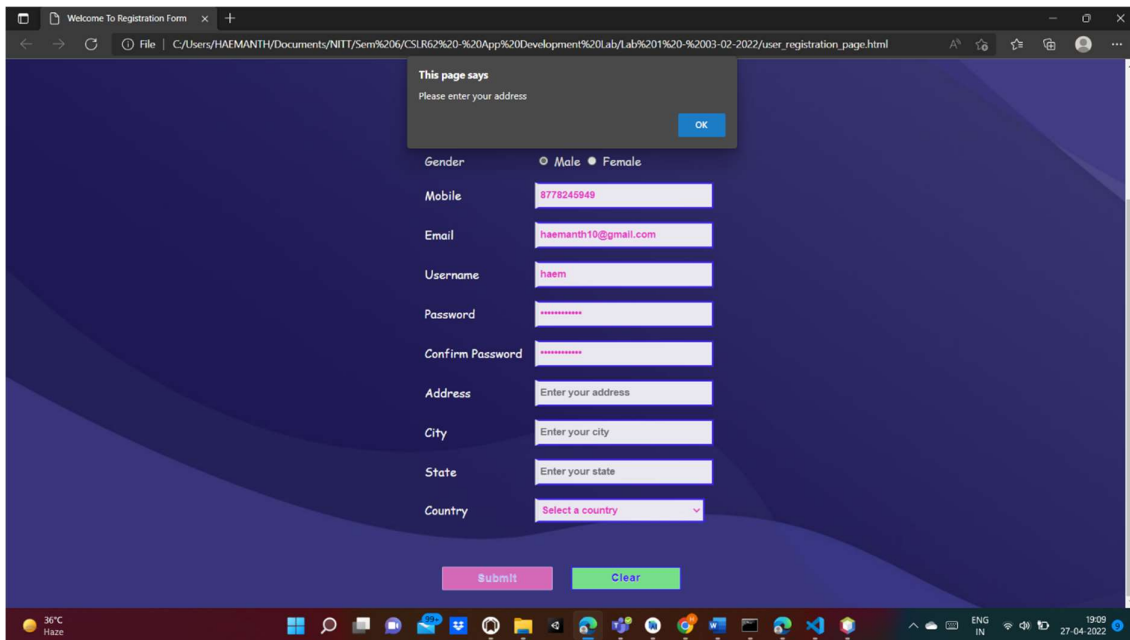 Welcome To Registration Form
File | C:/Users/HAEMANTH/Documents/NITT/Sem%206/CSLR62%20-%20App%20Development%20Lab/Lab%201%20-%2003-02-2022/user_registration_page.html
This page says
Please enter your address
OK
Gender Male Female
Mobile 8778245949
Email haemanth10@gmail.com
Username haem
Password ••••••••••••
Confirm Password ••••••••••••
Address Enter your address
City Enter your city
State Enter your state
Country Select a country
Submit Clear
36°C
Haze
99+
ENG
IN
19:09
27-04-2022